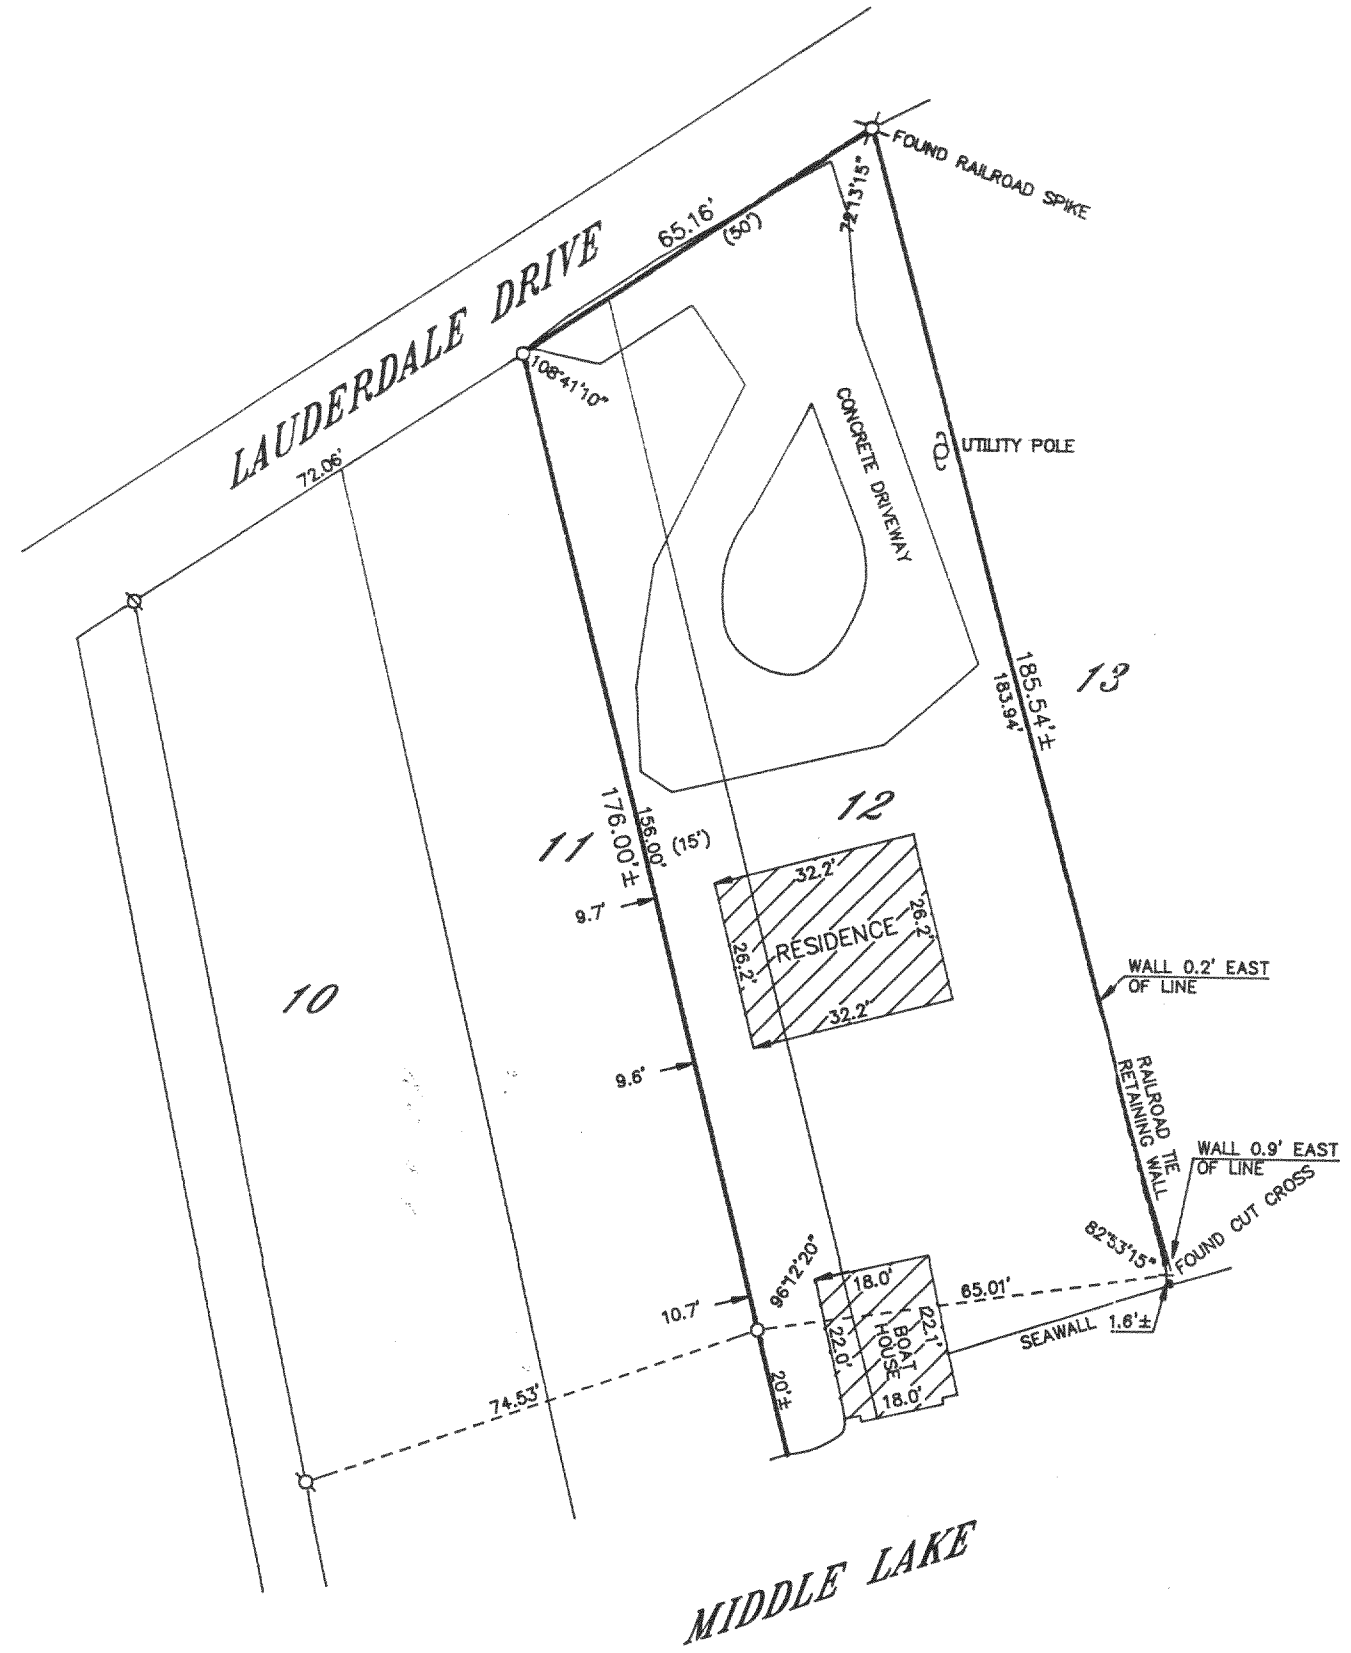 FOUND RAILROAD SPIKE
72°13'15"
65.16'
(50')
LAUDERDALE DRIVE
108°41'10"
72.06'
CONCRETE DRIVEWAY
UTILITY POLE
185.54'±
183.94'
13
12
11
176.00'±
156.00'
(15')
32.2'
9.7'
RESIDENCE
26.2'
26.2'
32.2'
10
WALL 0.2' EAST
OF LINE
9.6'
RAILROAD TIE
RETAINING WALL
WALL 0.9' EAST
OF LINE
FOUND CUT CROSS
82°53'15"
96°12'20"
18.0'
65.01'
10.7'
22.0'
BOAT
HOUSE
22.1'
SEAWALL
1.6'±
74.53'
20'±
18.0'
MIDDLE LAKE